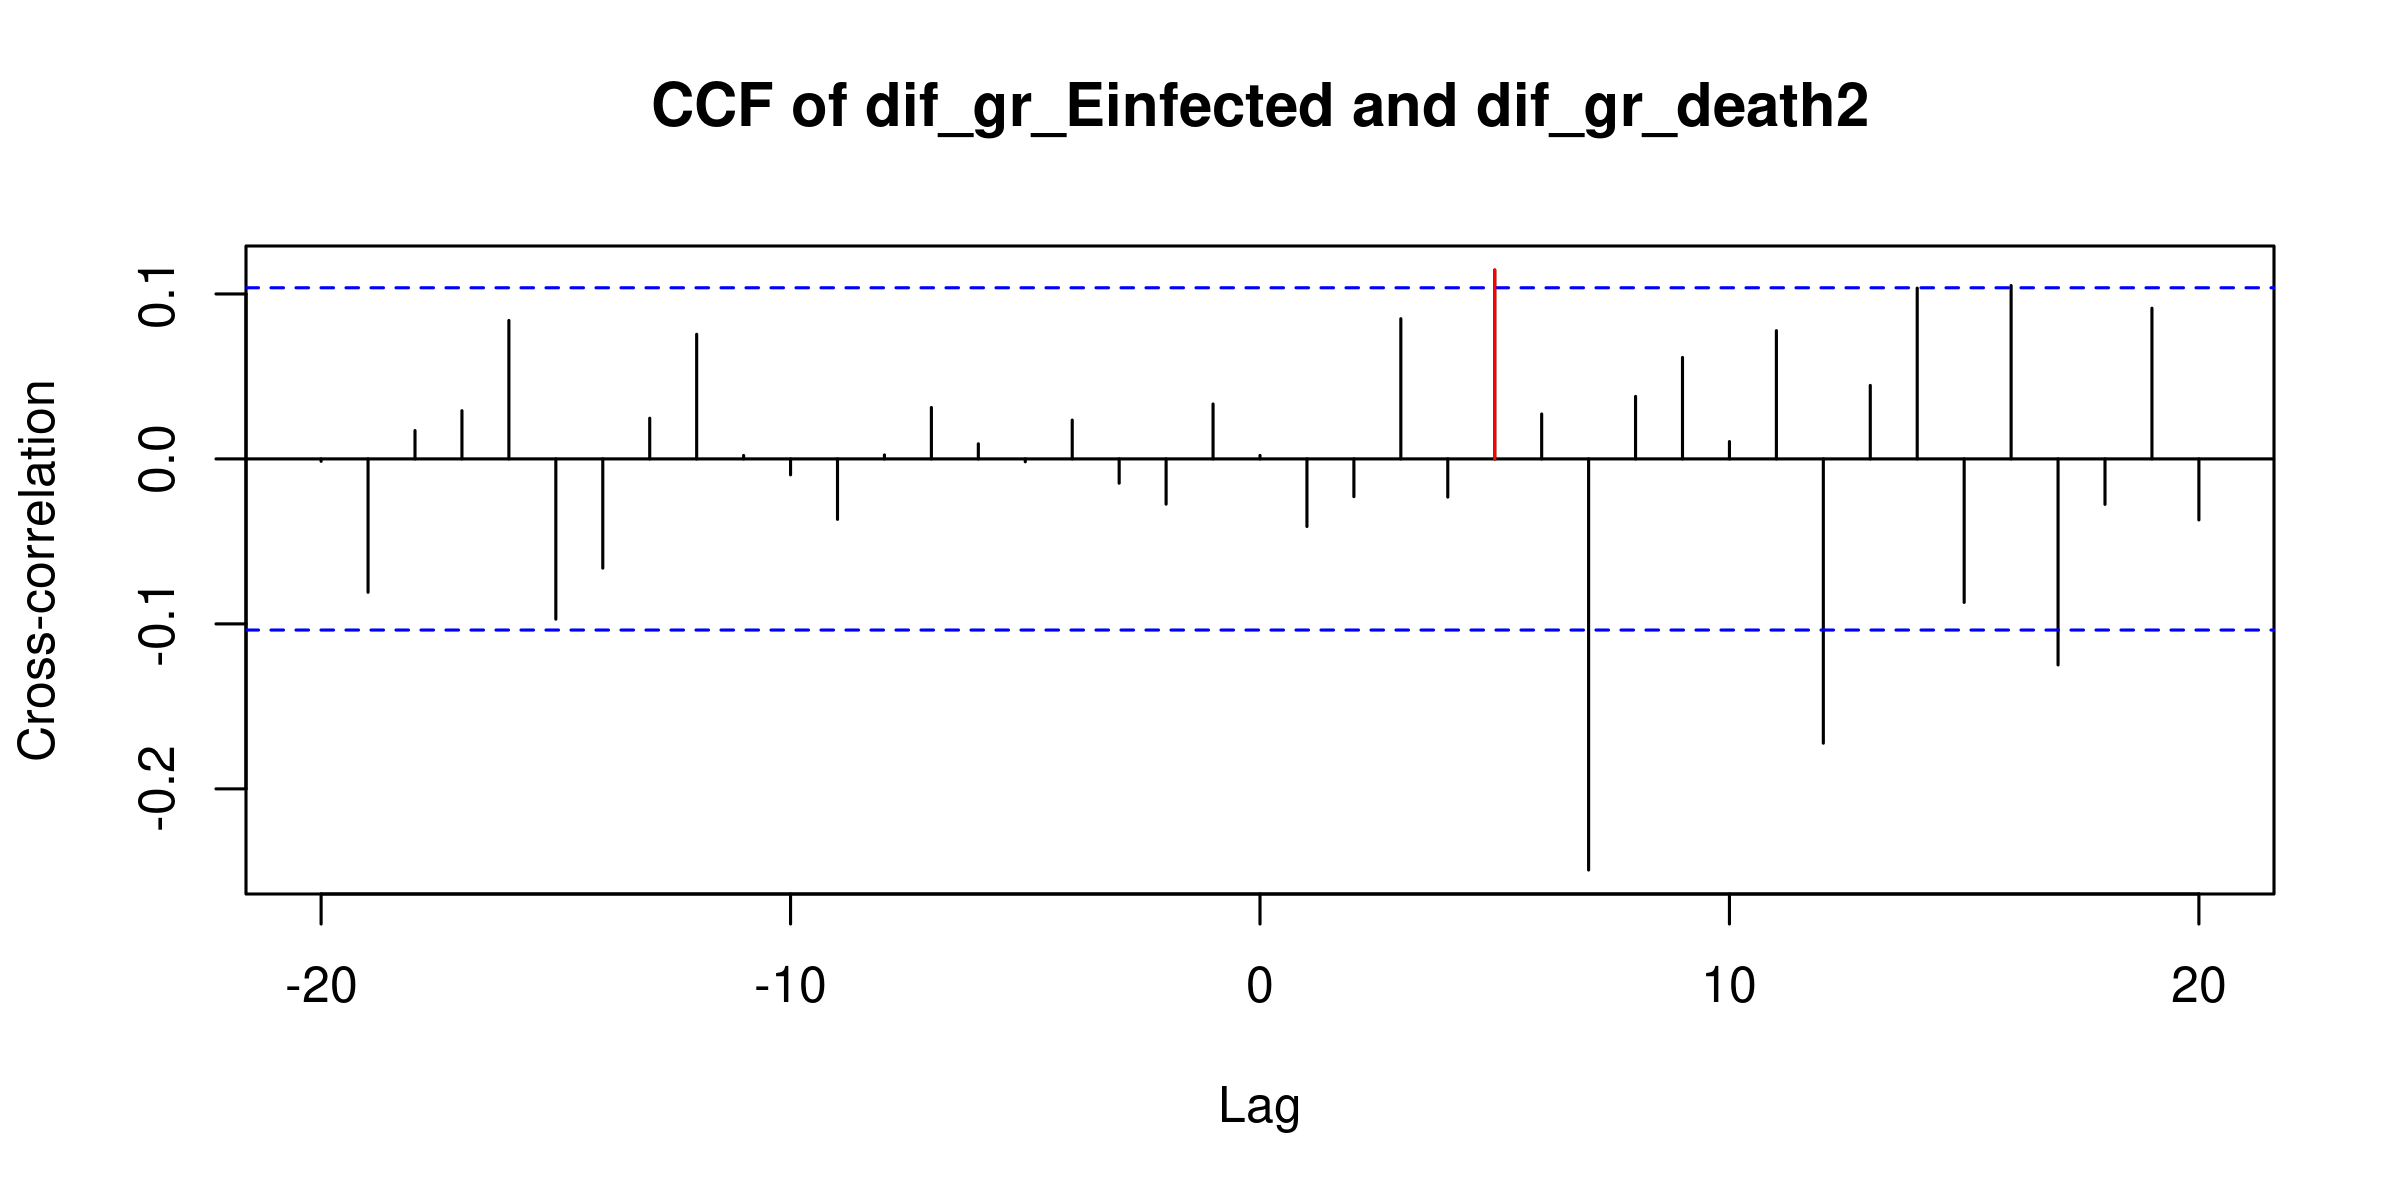 CCF of dif_gr_Einfected and dif_gr_death2
Cross-correlation
0.1
0.0
-0.1
-0.2
-20 -10 0 10 20
Lag